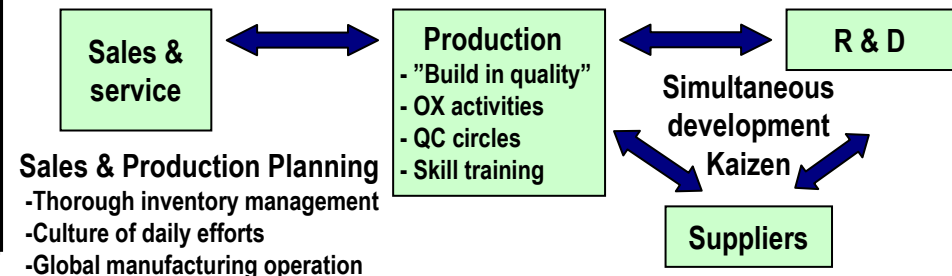 Sales &
service
Production
- ”Build in quality”
- OX activities
- QC circles
- Skill training
R & D
Simultaneous
development
Kaizen
Suppliers
Sales & Production Planning
-Thorough inventory management
-Culture of daily efforts
-Global manufacturing operation